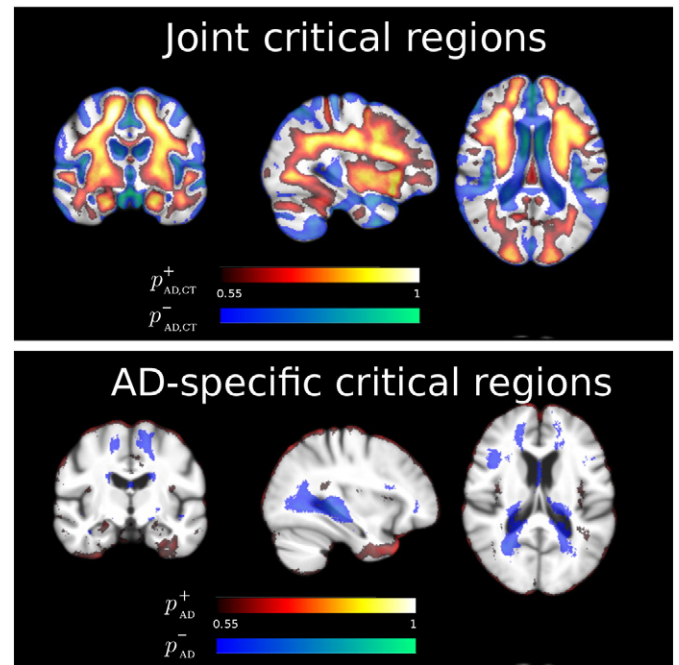 Joint critical regions
p+AD,CT
0.55 1
p−AD,CT
AD-specific critical regions
p+AD
0.55 1
p−AD